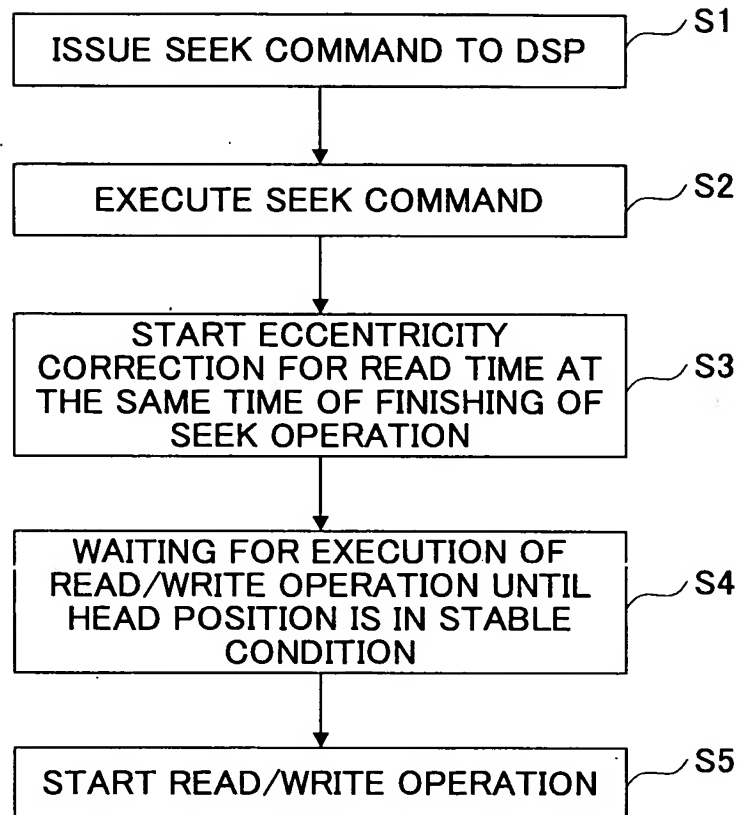 ISSUE SEEK COMMAND TO DSP
S1
EXECUTE SEEK COMMAND
S2
START ECCENTRICITY
CORRECTION FOR READ TIME AT
THE SAME TIME OF FINISHING OF
SEEK OPERATION
S3
WAITING FOR EXECUTION OF
READ/WRITE OPERATION UNTIL
HEAD POSITION IS IN STABLE
CONDITION
S4
START READ/WRITE OPERATION
S5